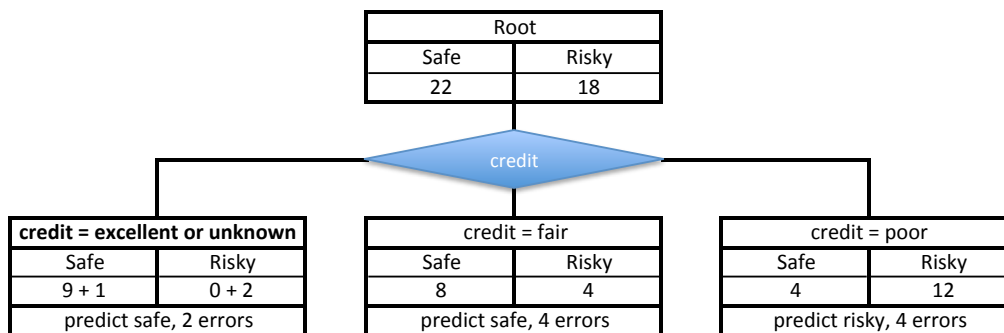 Root
Safe Risky
22 18
credit
credit = excellent or unknown
Safe Risky
9 + 1 0 + 2
predict safe, 2 errors
credit = fair
Safe Risky
8 4
predict safe, 4 errors
credit = poor
Safe Risky
4 12
predict risky, 4 errors